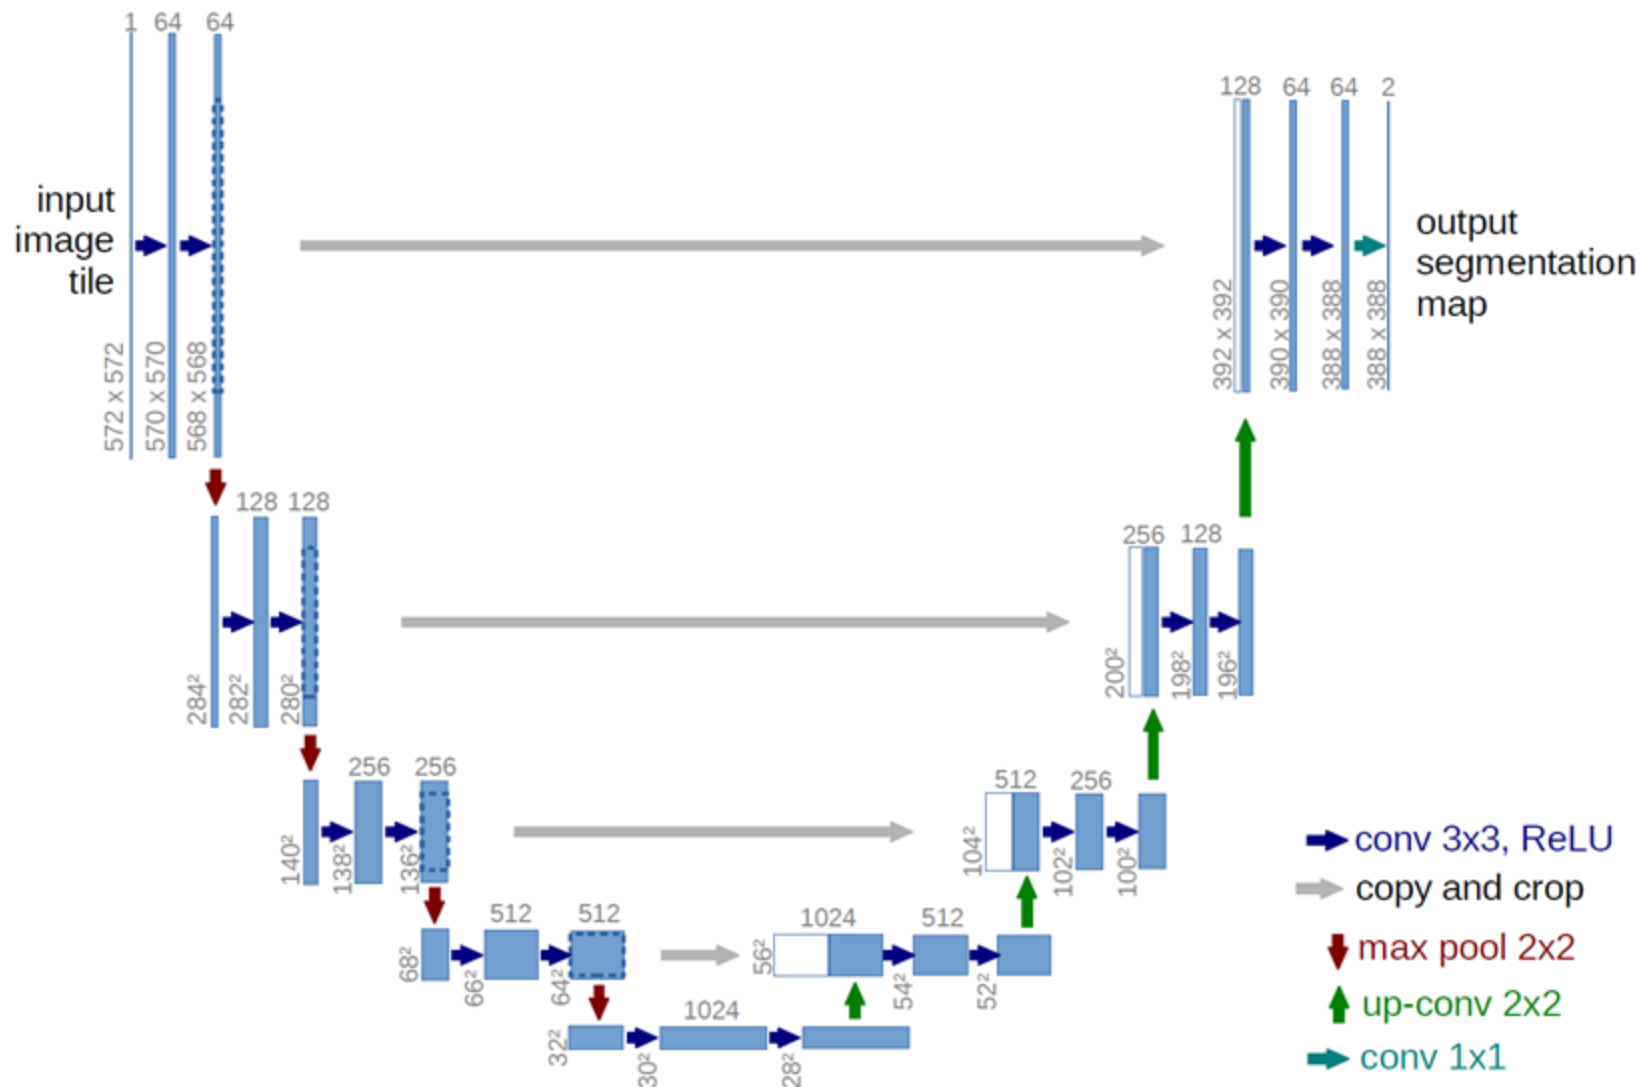 1 64 64
128 64 64 2
input
image
tile
output
segmentation
map
572 x 572
570 x 570
568 x 568
392 x 392
390 x 390
388 x 388
388 x 388
128 128
256 128
284²
282²
280²
200²
198²
196²
256 256
512 256
140²
138²
136²
104²
102²
100²
conv 3x3, ReLU
copy and crop
max pool 2x2
up-conv 2x2
conv 1x1
512 512
1024 512
68²
66²
64²
56²
54²
52²
1024
32²
30²
28²